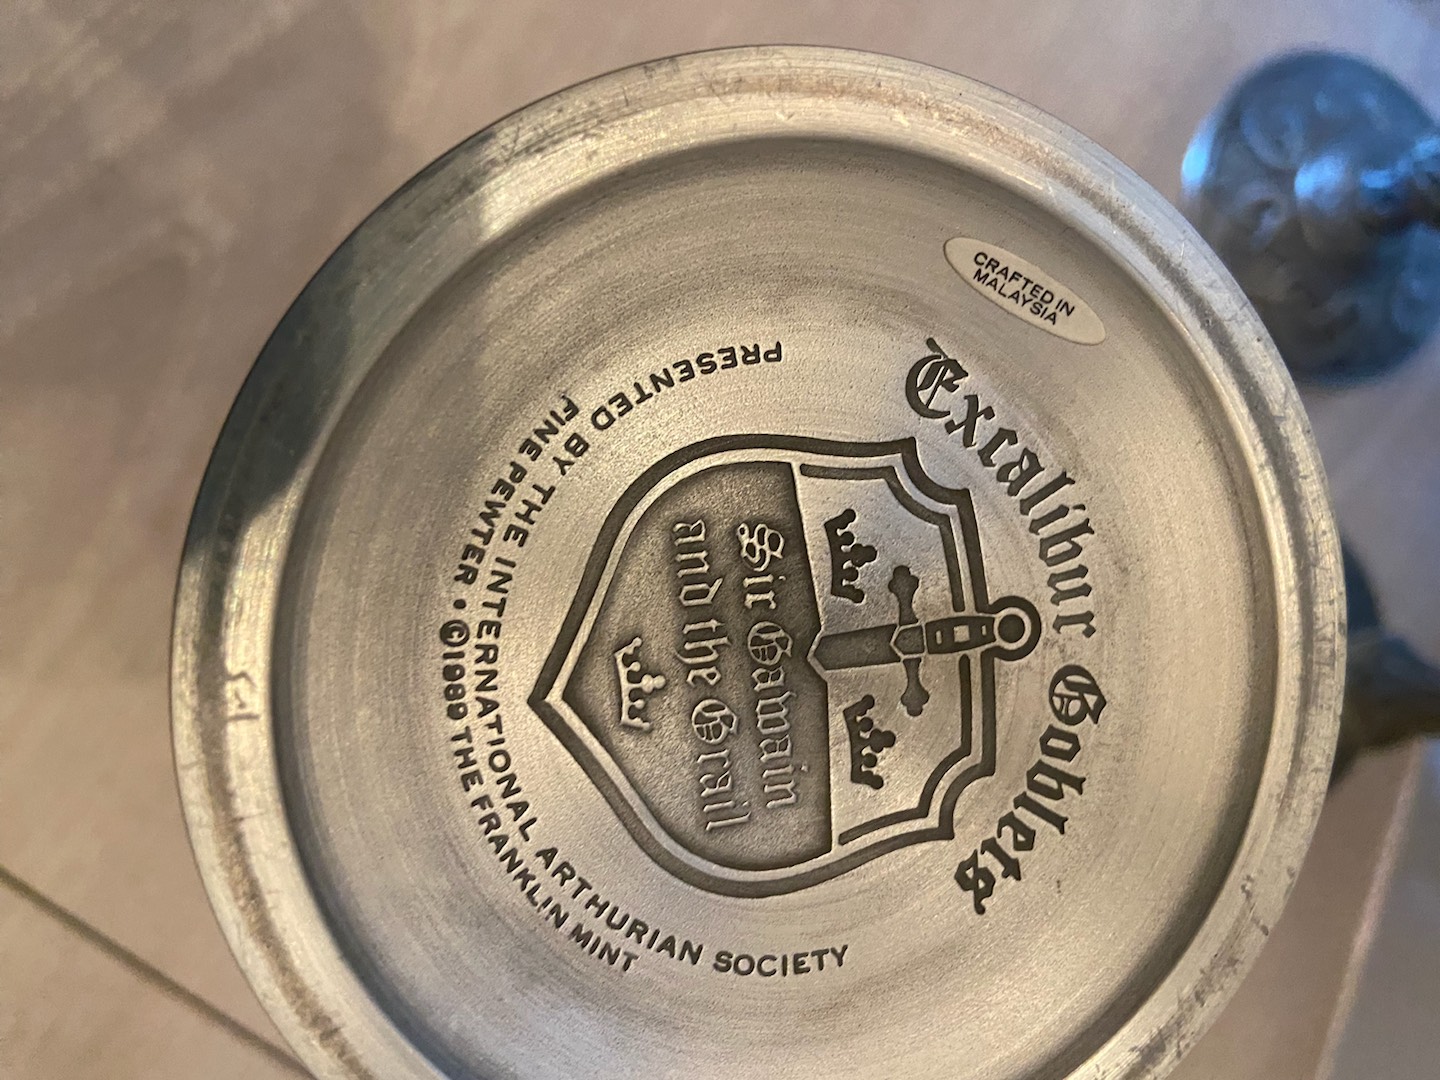 Excalibur Goblets
Sir Gawain
and the Grail
PRESENTED BY THE INTERNATIONAL ARTHURIAN SOCIETY
FINE PEWTER • ©1989 THE FRANKLIN MINT
CRAFTED IN
MALAYSIA